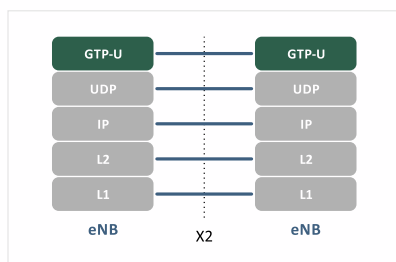 GTP-U GTP-U
UDP UDP
IP IP
L2 L2
L1 L1
eNB X2 eNB